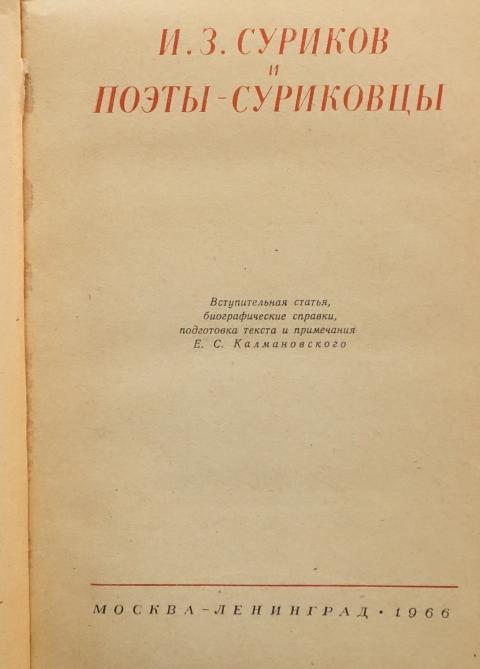 И. З. СУРИКОВ
и
ПОЭТЫ-СУРИКОВЦЫ
Вступительная статья,
биографические справки,
подготовка текста и примечания
Е. С. Калмановского
МОСКВА–ЛЕНИНГРАД · 1966